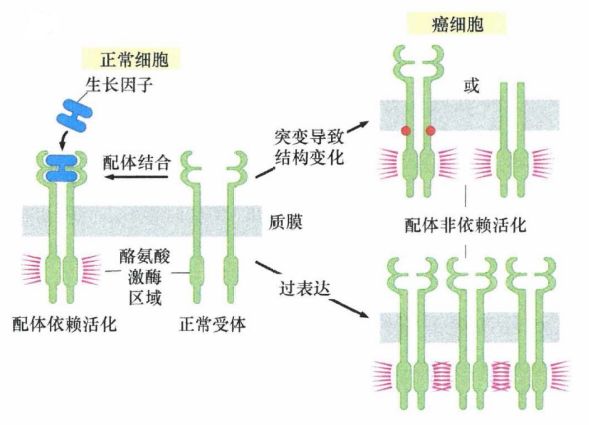 正常细胞
生长因子
配体结合
质膜
酪氨酸
激酶
区域
配体依赖活化
正常受体
突变导致
结构变化
过表达
癌细胞
或
配体非依赖活化